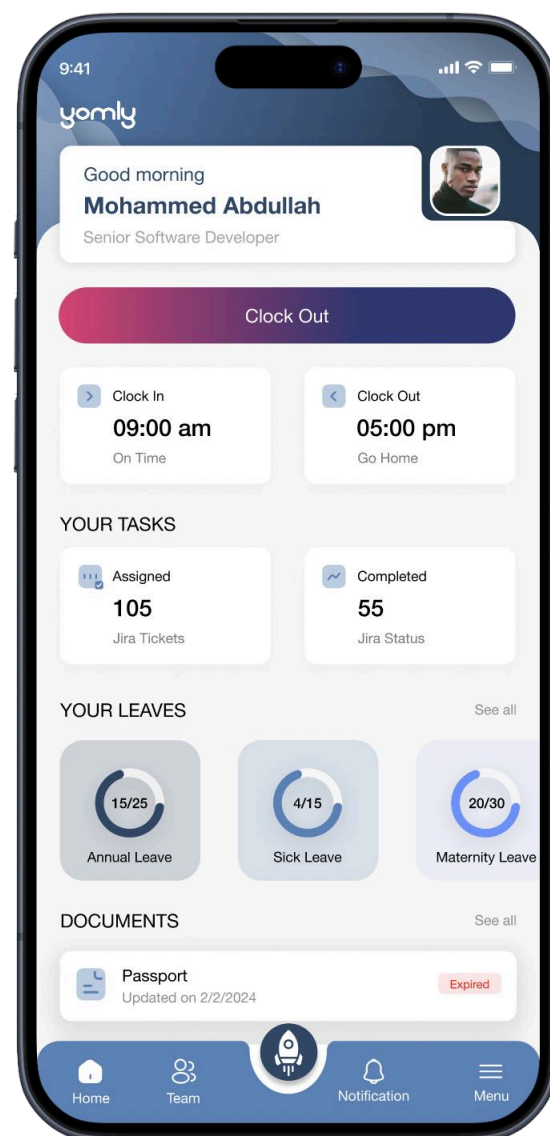 9:41
yomly
Good morning
Mohammed Abdullah
Senior Software Developer
Clock Out
Clock In
09:00 am
On Time
Clock Out
05:00 pm
Go Home
YOUR TASKS
Assigned
105
Jira Tickets
Completed
55
Jira Status
YOUR LEAVES
See all
15/25
Annual Leave
4/15
Sick Leave
20/30
Maternity Leave
DOCUMENTS
See all
Passport
Updated on 2/2/2024
Expired
Home
Team
Notification
Menu